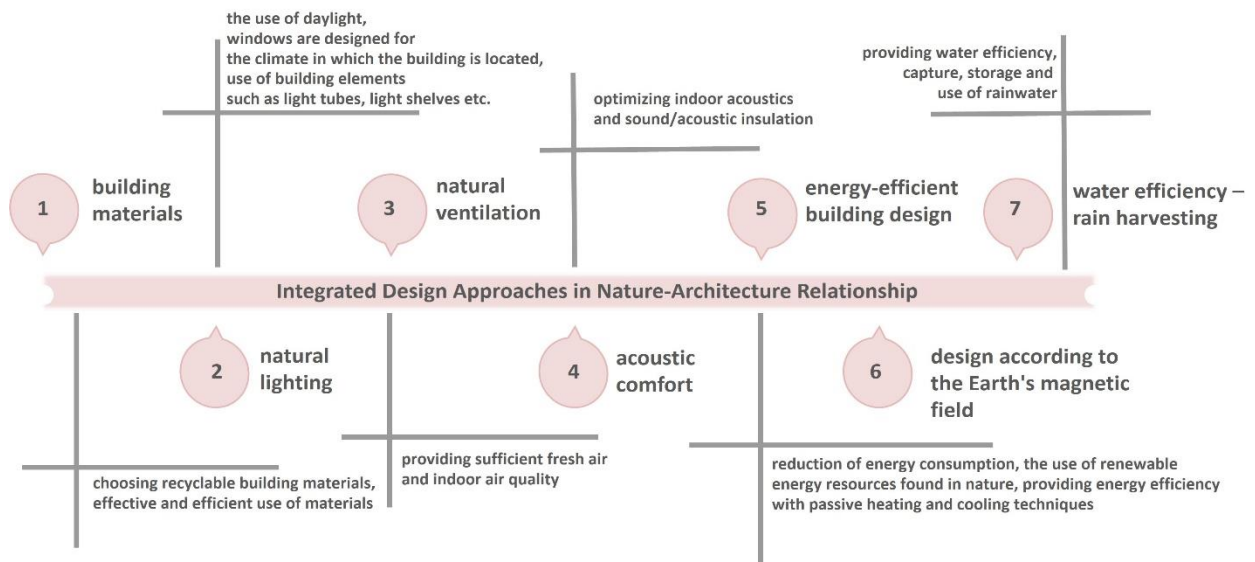 the use of daylight,
windows are designed for
the climate in which the building is located,
use of building elements
such as light tubes, light shelves etc.
optimizing indoor acoustics
and sound/acoustic insulation
providing water efficiency,
capture, storage and
use of rainwater
1
building
materials
3
natural
ventilation
5
energy-efficient
building design
7
water efficiency –
rain harvesting
Integrated Design Approaches in Nature-Architecture Relationship
2
natural
lighting
4
acoustic
comfort
6
design according to
the Earth's magnetic
field
choosing recyclable building materials,
effective and efficient use of materials
providing sufficient fresh air
and indoor air quality
reduction of energy consumption, the use of renewable
energy resources found in nature, providing energy efficiency
with passive heating and cooling techniques